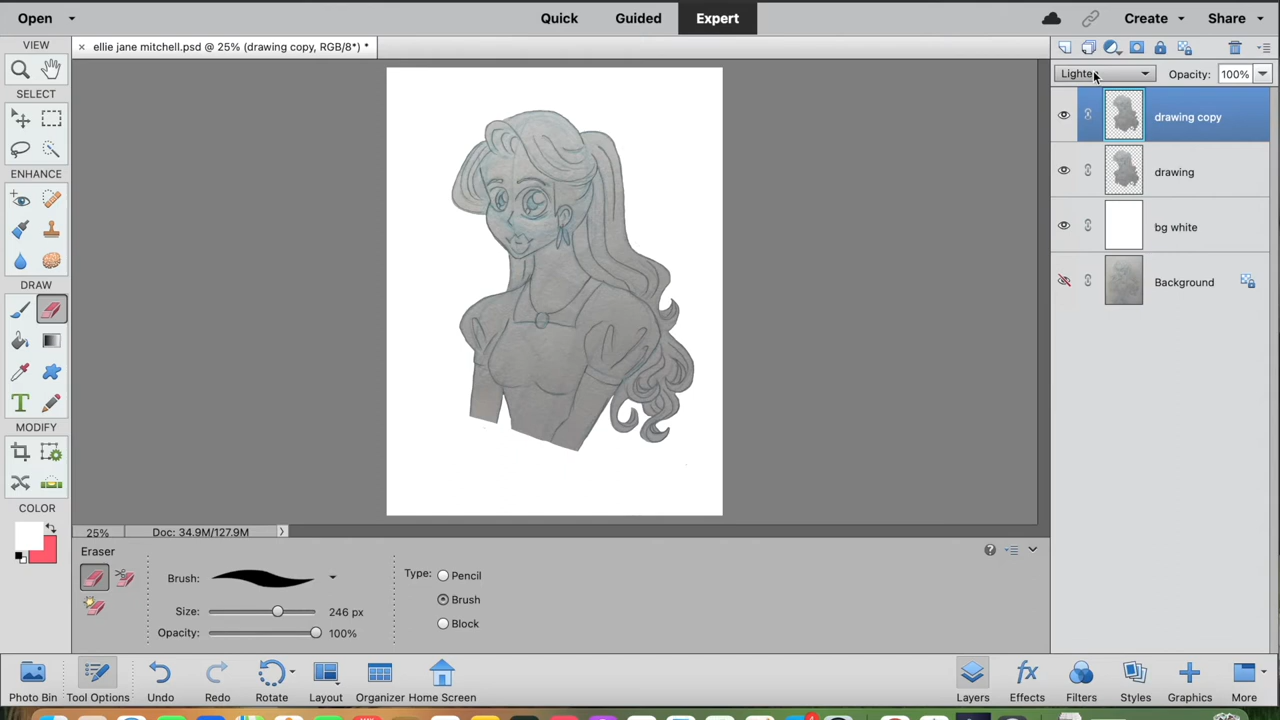 Open
Quick
Guided
Expert
Create
Share
VIEW
SELECT
ENHANCE
DRAW
MODIFY
COLOR
× ellie jane mitchell.psd @ 25% (drawing copy, RGB/8*) *
Opacity: 100%
drawing copy
drawing
bg white
Background
25%
Doc: 34.9M/127.9M
Eraser
Brush:
Size:
246 px
Opacity:
100%
Type:
Pencil
Brush
Block
Photo Bin
Tool Options
Undo
Redo
Rotate
Layout
Organizer
Home Screen
Layers
Effects
Filters
Styles
Graphics
More